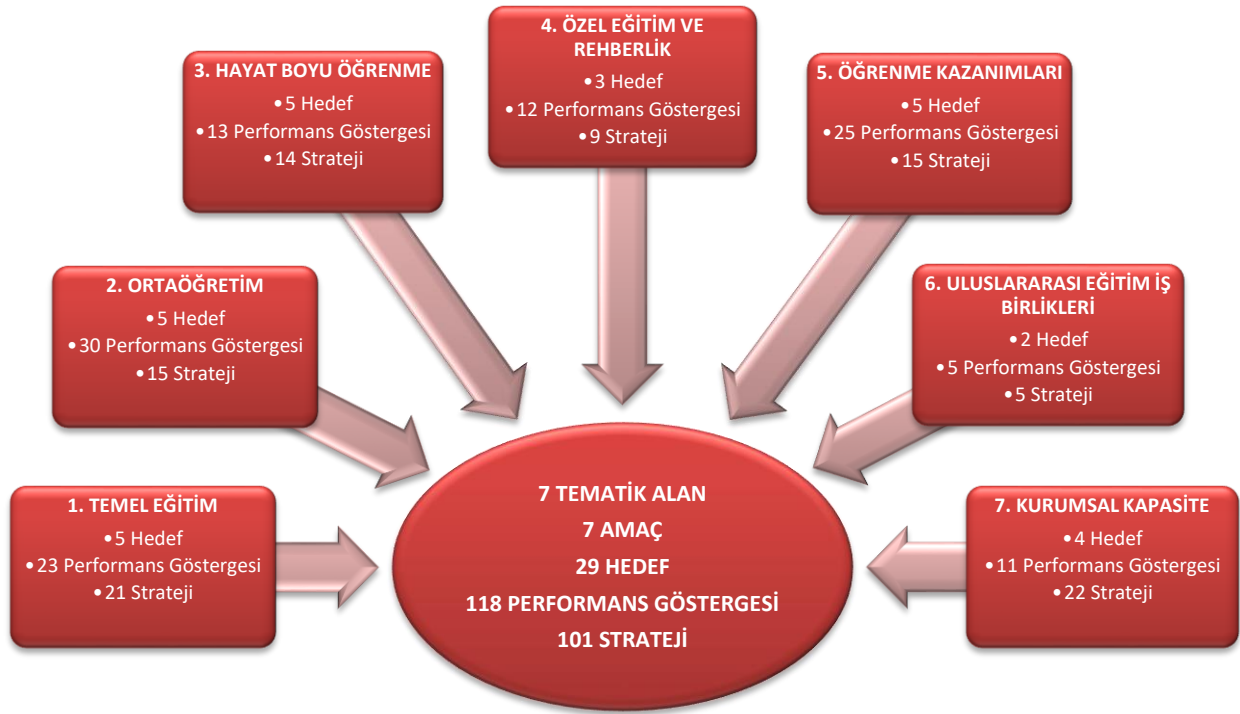 1. TEMEL EĞİTİM
•5 Hedef
•23 Performans Göstergesi
•21 Strateji
2. ORTAÖĞRETİM
•5 Hedef
•30 Performans Göstergesi
•15 Strateji
3. HAYAT BOYU ÖĞRENME
•5 Hedef
•13 Performans Göstergesi
•14 Strateji
4. ÖZEL EĞİTİM VE
REHBERLİK
•3 Hedef
•12 Performans Göstergesi
•9 Strateji
5. ÖĞRENME KAZANIMLARI
•5 Hedef
•25 Performans Göstergesi
•15 Strateji
6. ULUSLARARASI EĞİTİM İŞ
BİRLİKLERİ
•2 Hedef
•5 Performans Göstergesi
•5 Strateji
7. KURUMSAL KAPASİTE
•4 Hedef
•11 Performans Göstergesi
•22 Strateji
7 TEMATİK ALAN
7 AMAÇ
29 HEDEF
118 PERFORMANS GÖSTERGESİ
101 STRATEJİ